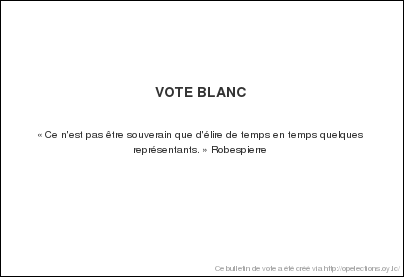 VOTE BLANC
« Ce n'est pas être souverain que d'élire de temps en temps quelques
représentants. » Robespierre
Ce bulletin de vote a été créé via http://opelections.oy.lc/